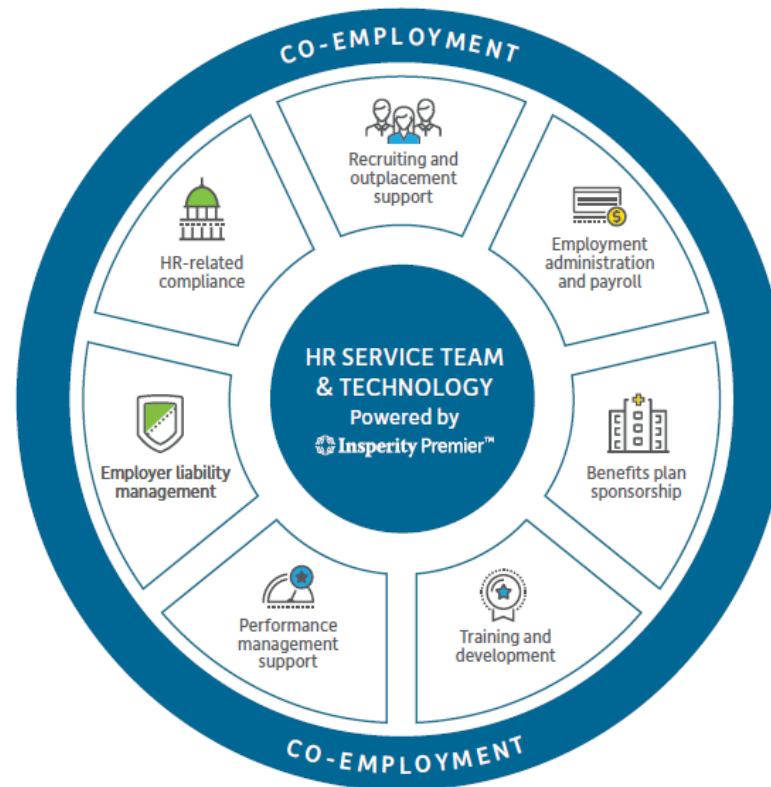 CO-EMPLOYMENT
Recruiting and
outplacement
support
$
Employment
administration
and payroll
HR-related
compliance
HR SERVICE TEAM
& TECHNOLOGY
Powered by
Insperity Premier™
Employer liability
management
Benefits plan
sponsorship
Performance
management
support
Training and
development
CO-EMPLOYMENT